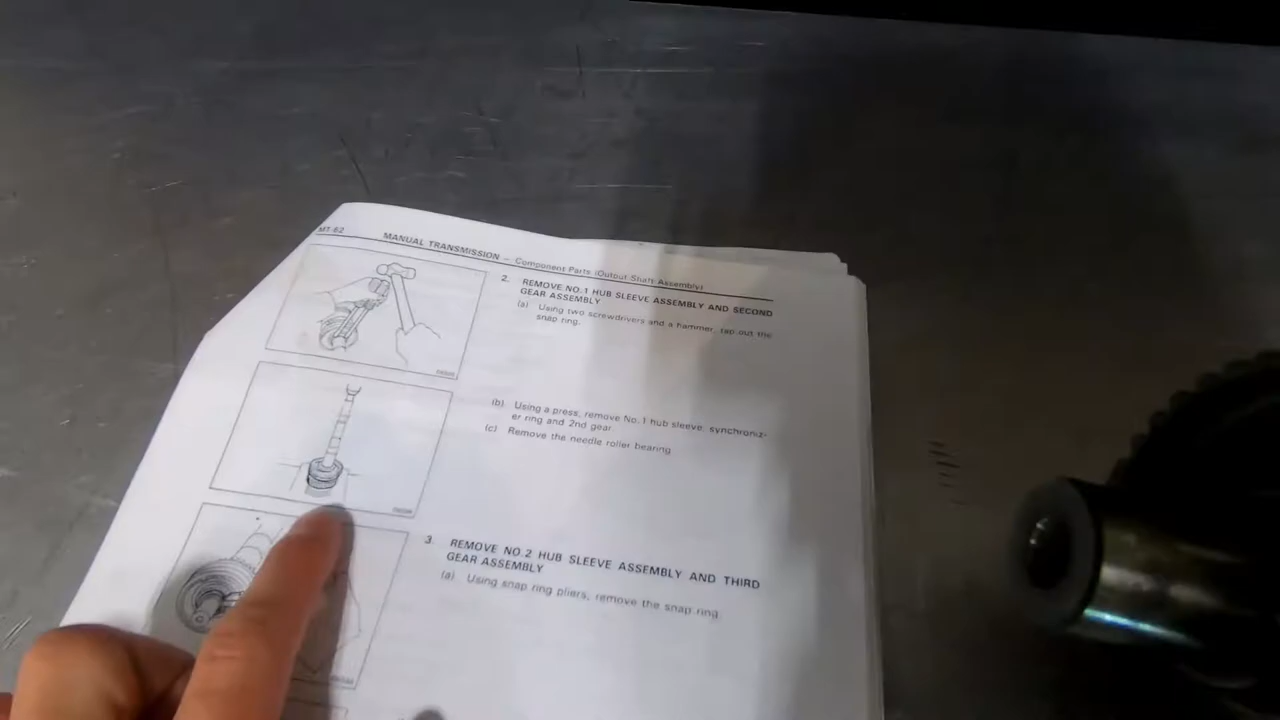 MT-62
MANUAL TRANSMISSION – Component Parts (Output Shaft Assembly)
2. REMOVE NO.1 HUB SLEEVE ASSEMBLY AND SECOND
GEAR ASSEMBLY
(a) Using two screwdrivers and a hammer, tap out the
snap ring.
(b) Using a press, remove No.1 hub sleeve, synchroniz-
er ring and 2nd gear.
(c) Remove the needle roller bearing.
3. REMOVE NO.2 HUB SLEEVE ASSEMBLY AND THIRD
GEAR ASSEMBLY
(a) Using snap ring pliers, remove the snap ring.